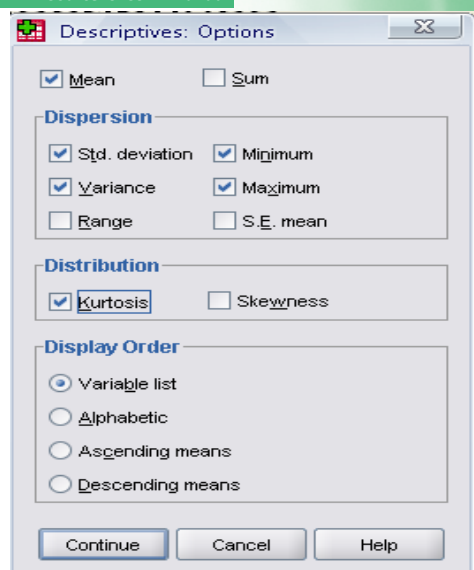 Descriptives: Options
Mean Sum
Dispersion
Std. deviation Minimum
Variance Maximum
Range S.E. mean
Distribution
Kurtosis Skewness
Display Order
Variable list
Alphabetic
Ascending means
Descending means
Continue Cancel Help